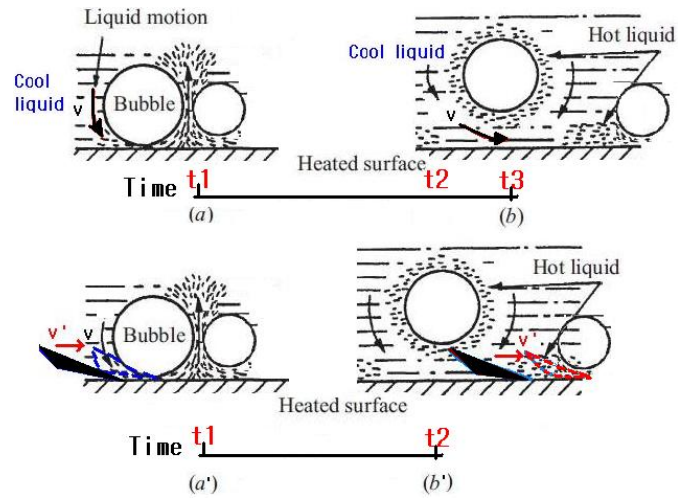 Liquid motion
Cool
liquid
v
Bubble
Cool liquid
Hot liquid
v
Heated surface
Time
t1
t2
t3
(a)
(b)
v'
v
Bubble
Hot liquid
v'
Heated surface
Time
t1
t2
(a')
(b')